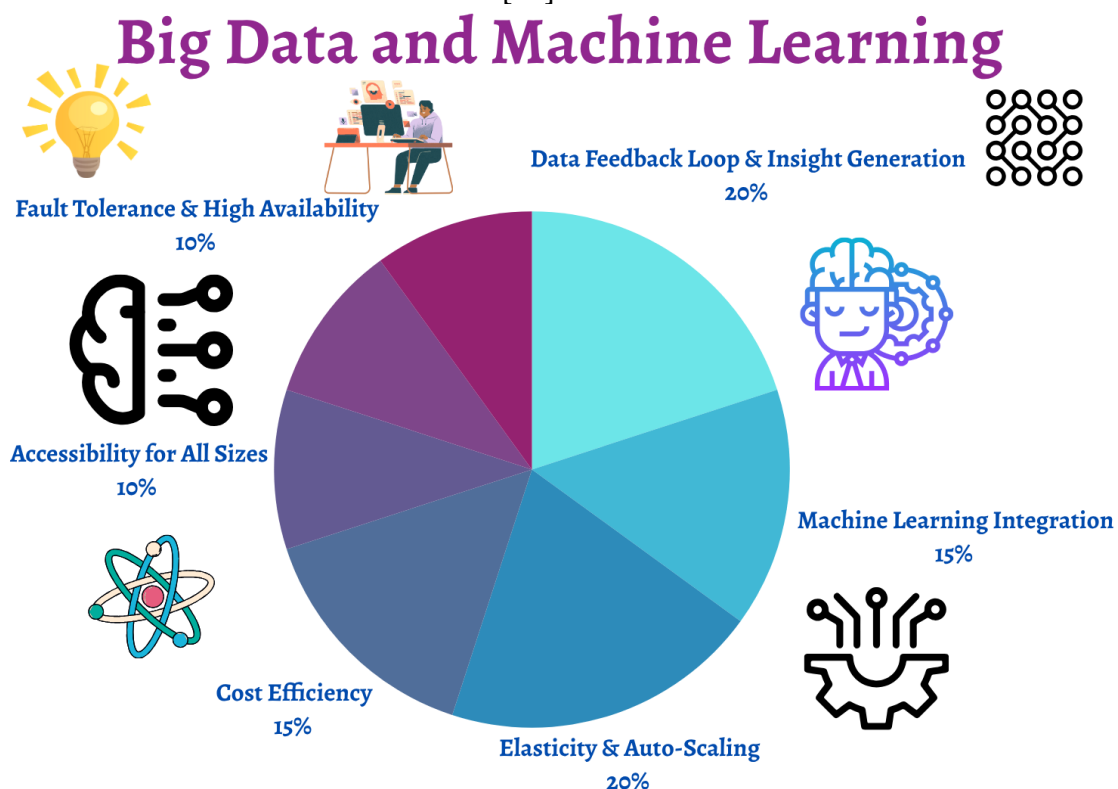 Big Data and Machine Learning
Data Feedback Loop & Insight Generation
20%
Fault Tolerance & High Availability
10%
Accessibility for All Sizes
10%
Machine Learning Integration
15%
Cost Efficiency
15%
Elasticity & Auto-Scaling
20%